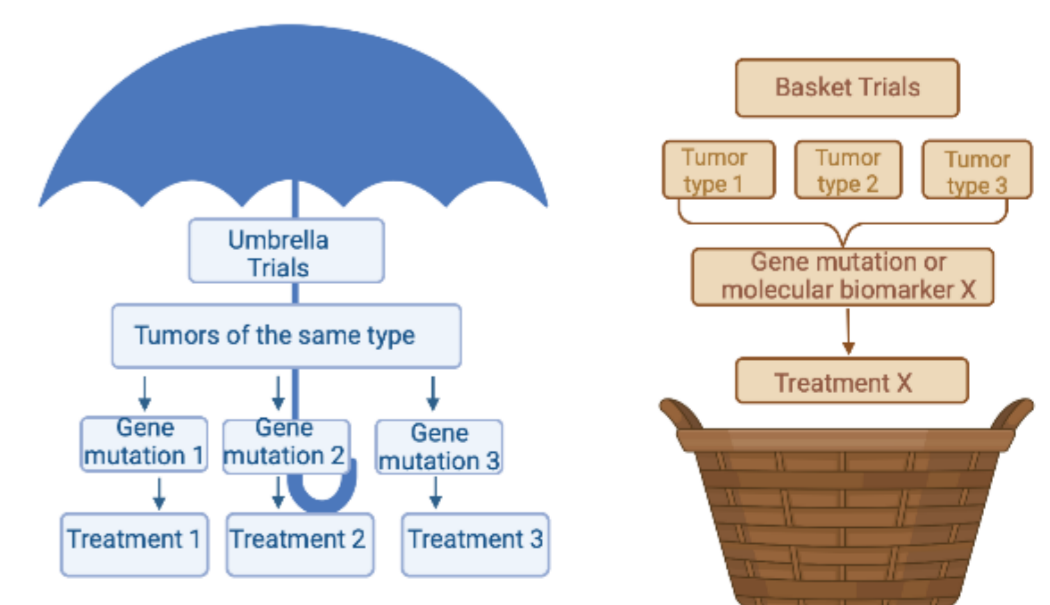 Umbrella
Trials
Tumors of the same type
Gene
mutation 1
Gene
mutation 2
Gene
mutation 3
Treatment 1
Treatment 2
Treatment 3
Basket Trials
Tumor
type 1
Tumor
type 2
Tumor
type 3
Gene mutation or
molecular biomarker X
Treatment X